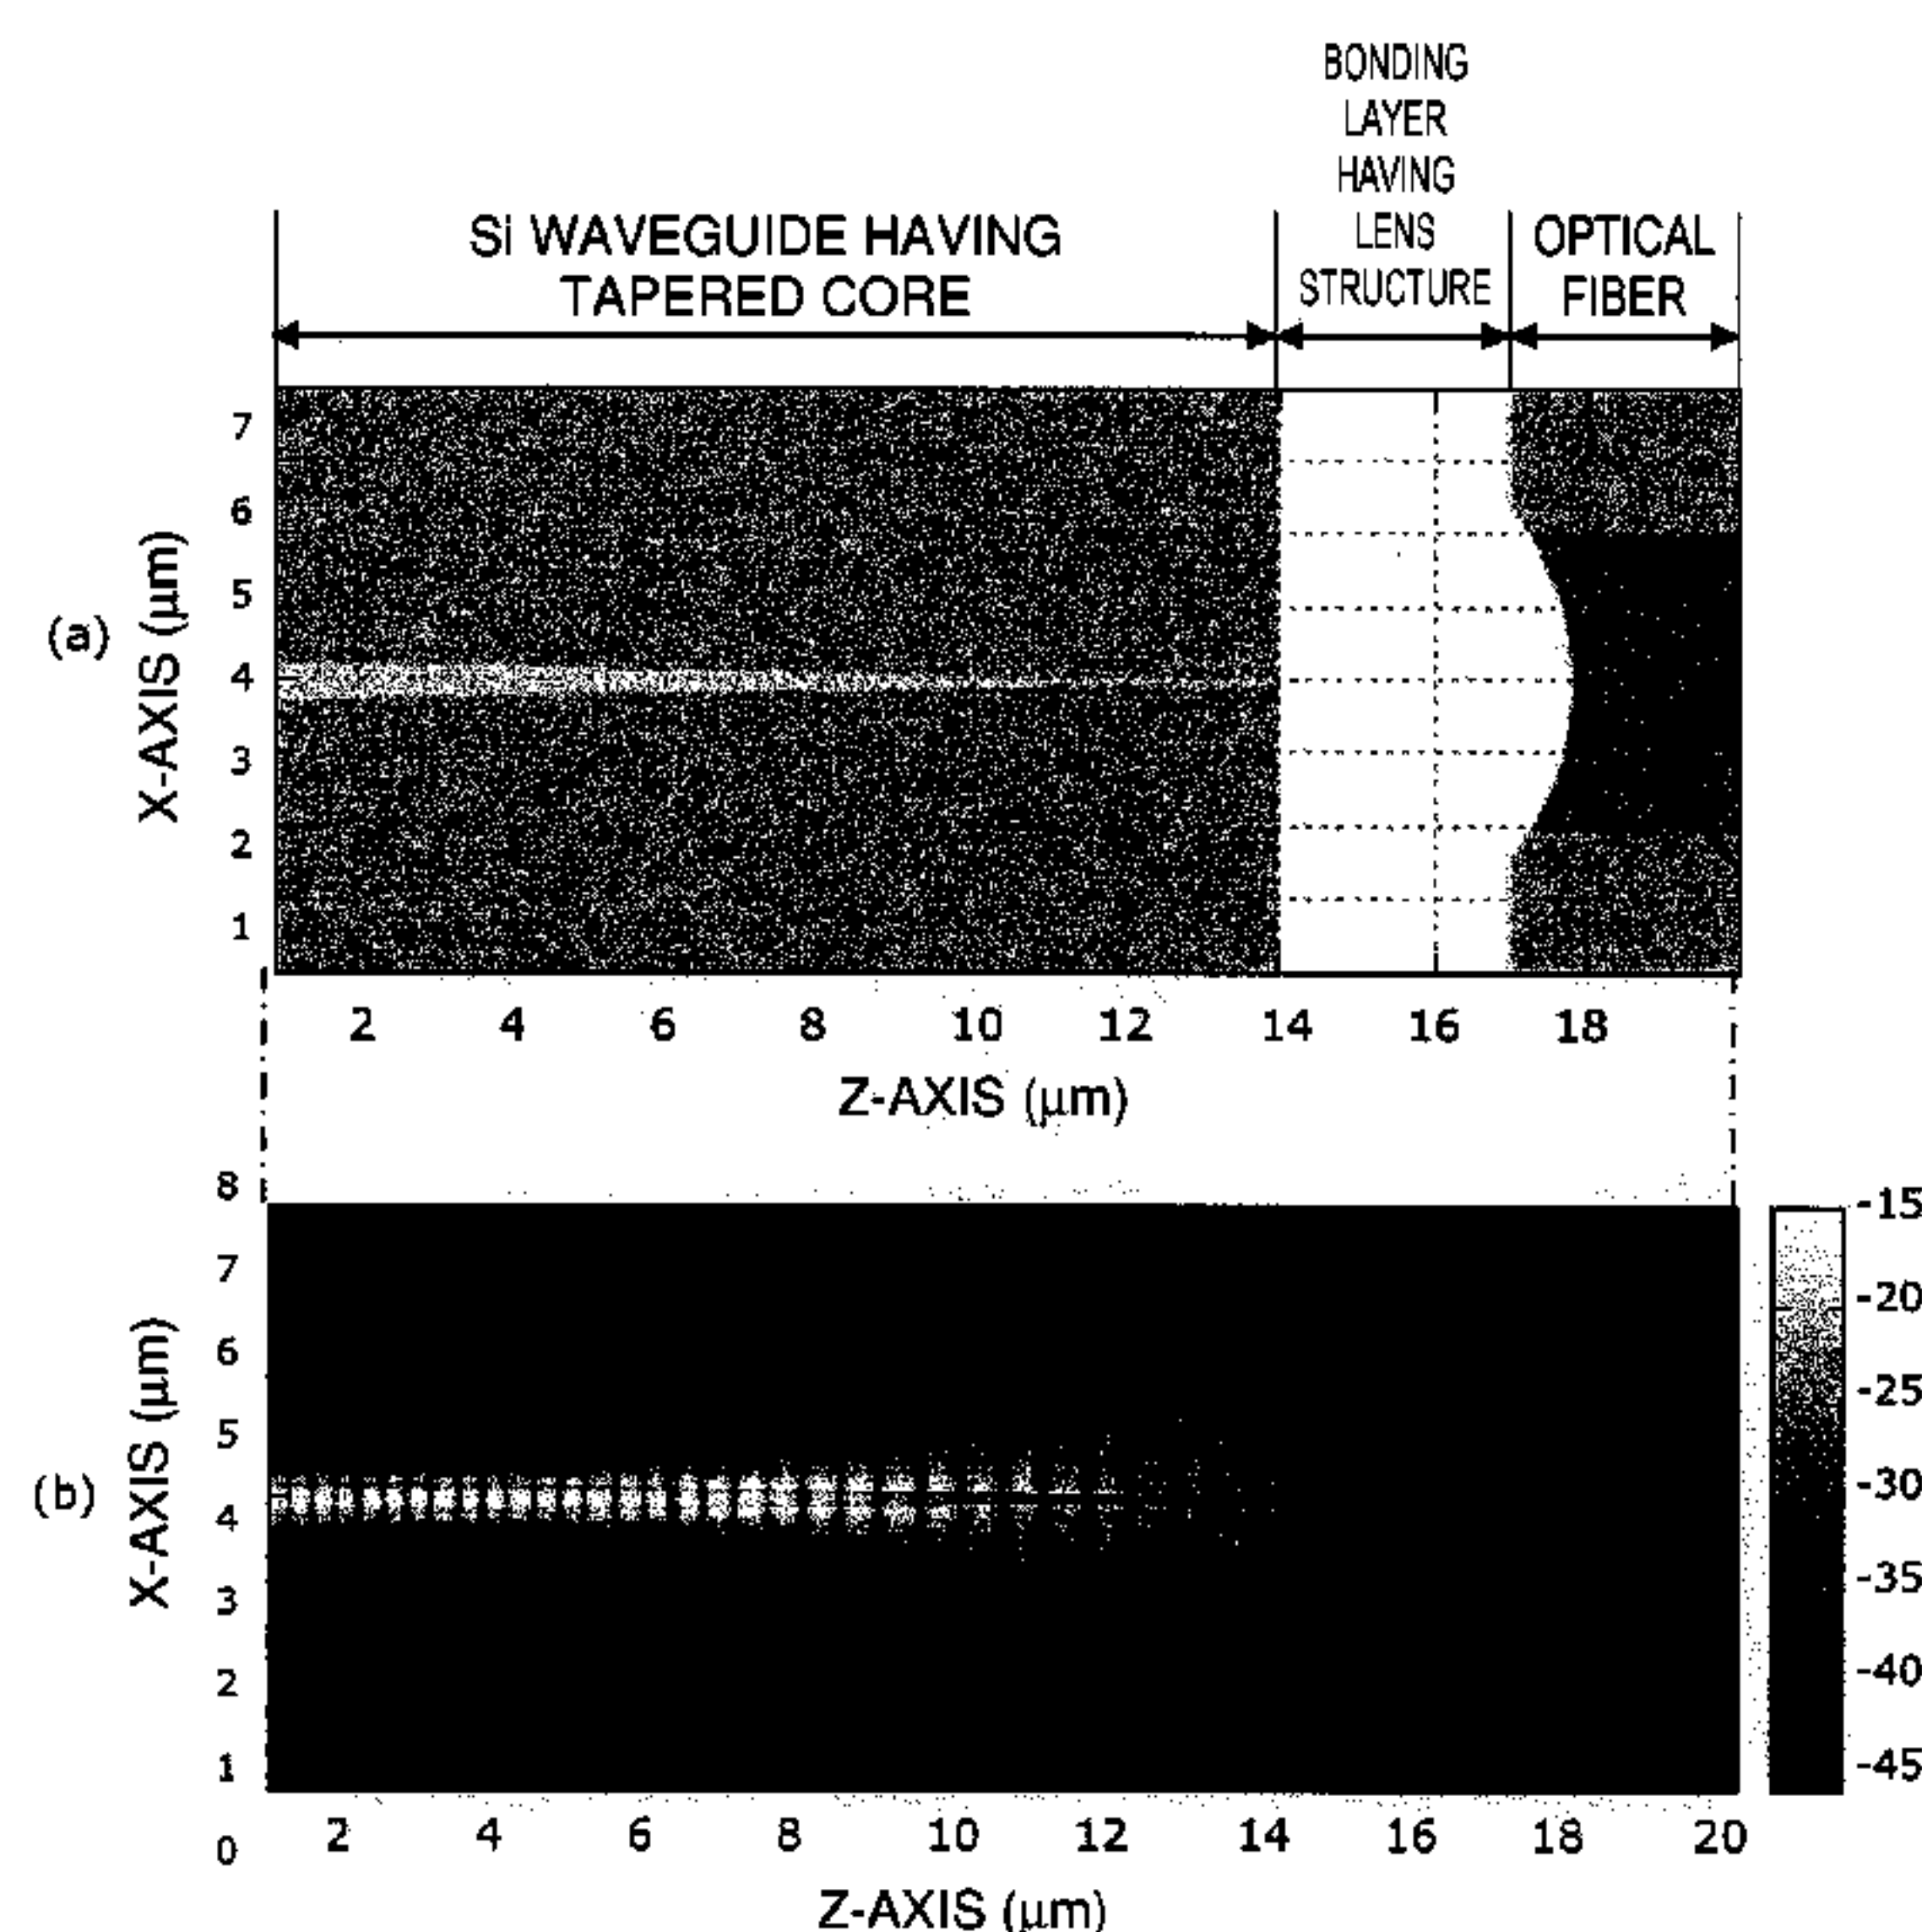 BONDING
LAYER
HAVING
LENS
STRUCTURE
Si WAVEGUIDE HAVING
TAPERED CORE
OPTICAL
FIBER
(a)
X-AXIS (μm)
7
6
5
4
3
2
1
2 4 6 8 10 12 14 16 18
Z-AXIS (μm)
(b)
X-AXIS (μm)
8
7
6
5
4
3
2
1
0
-15
-20
-25
-30
-35
-40
-45
2 4 6 8 10 12 14 16 18 20
Z-AXIS (μm)